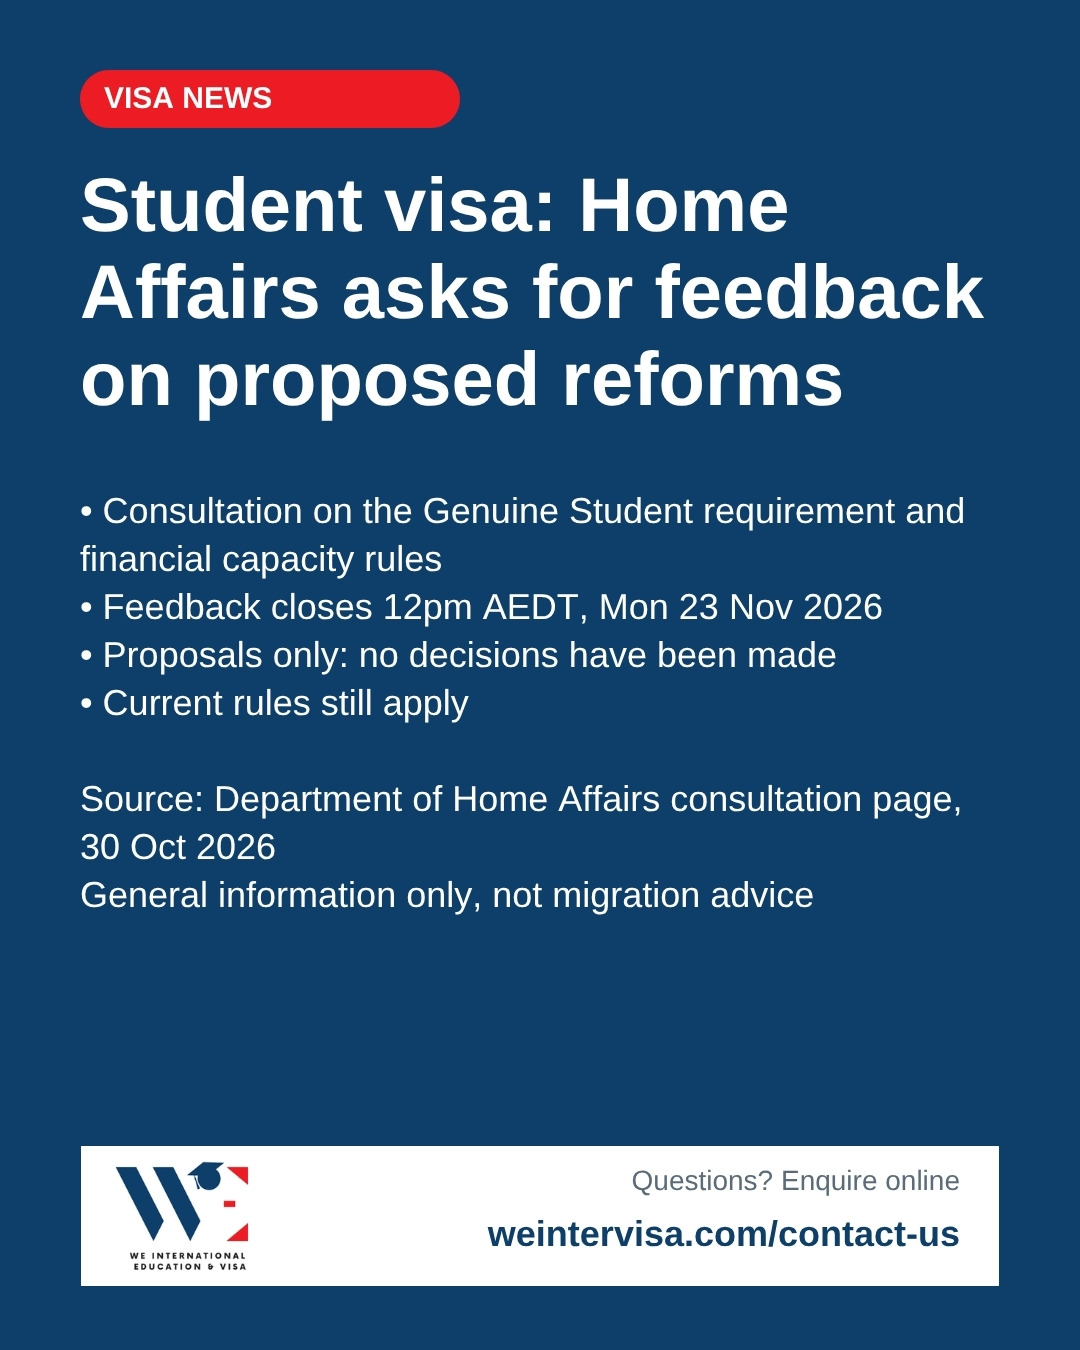 VISA NEWS
Student visa: Home
Affairs asks for feedback
on proposed reforms
• Consultation on the Genuine Student requirement and
financial capacity rules
• Feedback closes 12pm AEDT, Mon 23 Nov 2026
• Proposals only: no decisions have been made
• Current rules still apply
Source: Department of Home Affairs consultation page,
30 Oct 2026
General information only, not migration advice
WE
WE INTERNATIONAL
EDUCATION & VISA
Questions? Enquire online
weintervisa.com/contact-us